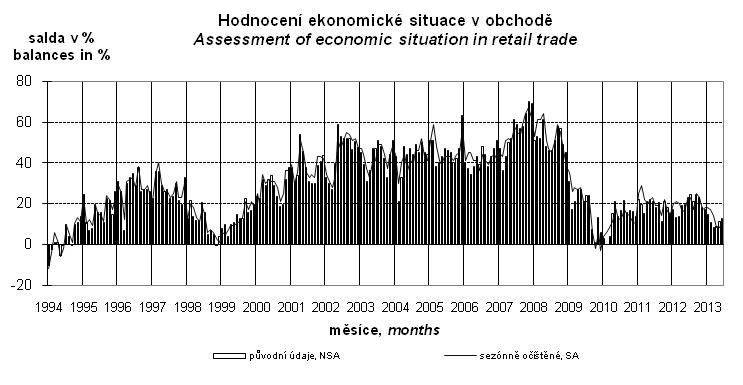 Hodnocení ekonomické situace v obchodě
Assessment of economic situation in retail trade
salda v %
balances in %
80
60
40
20
0
-20
1994 1995 1996 1997 1998 1999 2000 2001 2002 2003 2004 2005 2006 2007 2008 2009 2010 2011 2012 2013
měsíce, months
původní údaje, NSA
sezónně očištěné, SA